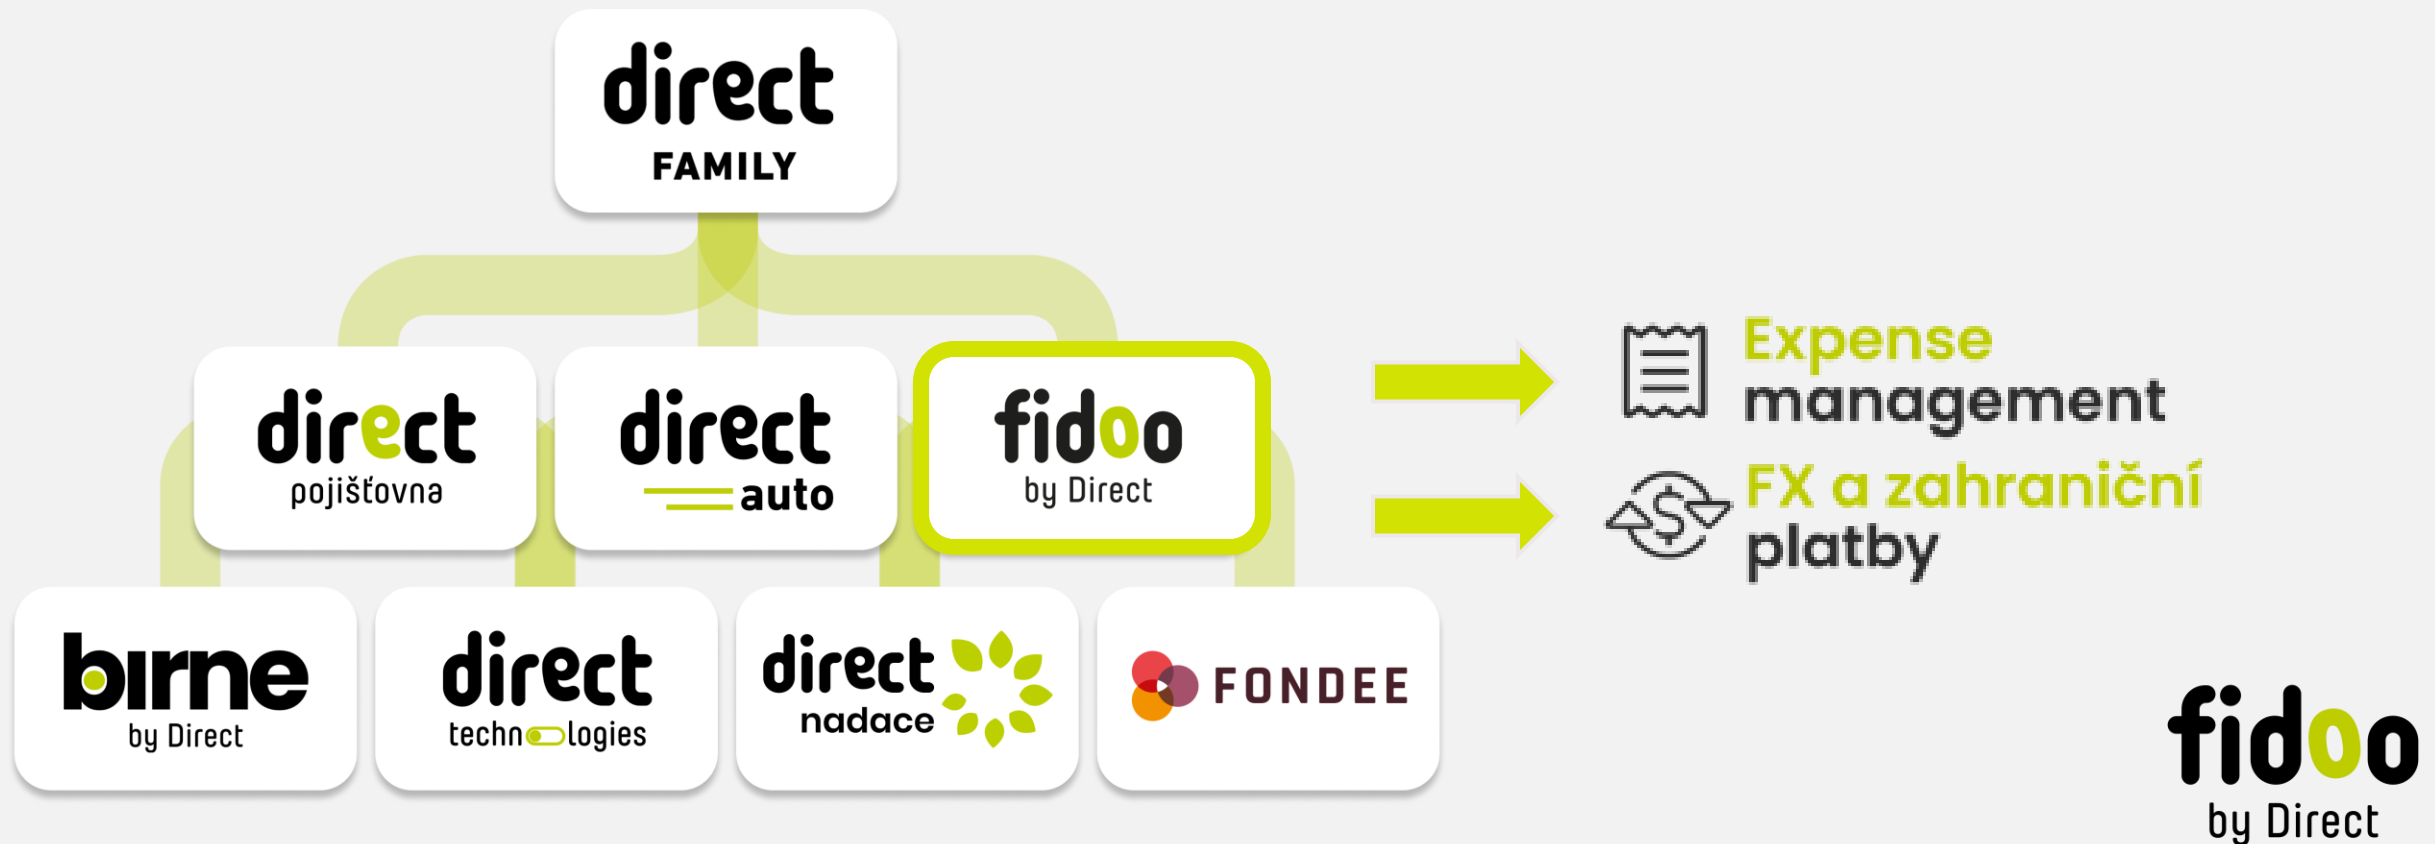 direct
FAMILY
direct
pojišťovna
direct
auto
fidoo
by Direct
Expense
management
FX a zahraniční
platby
birne
by Direct
direct
technologies
direct
nadace
FONDEE
fidoo
by Direct